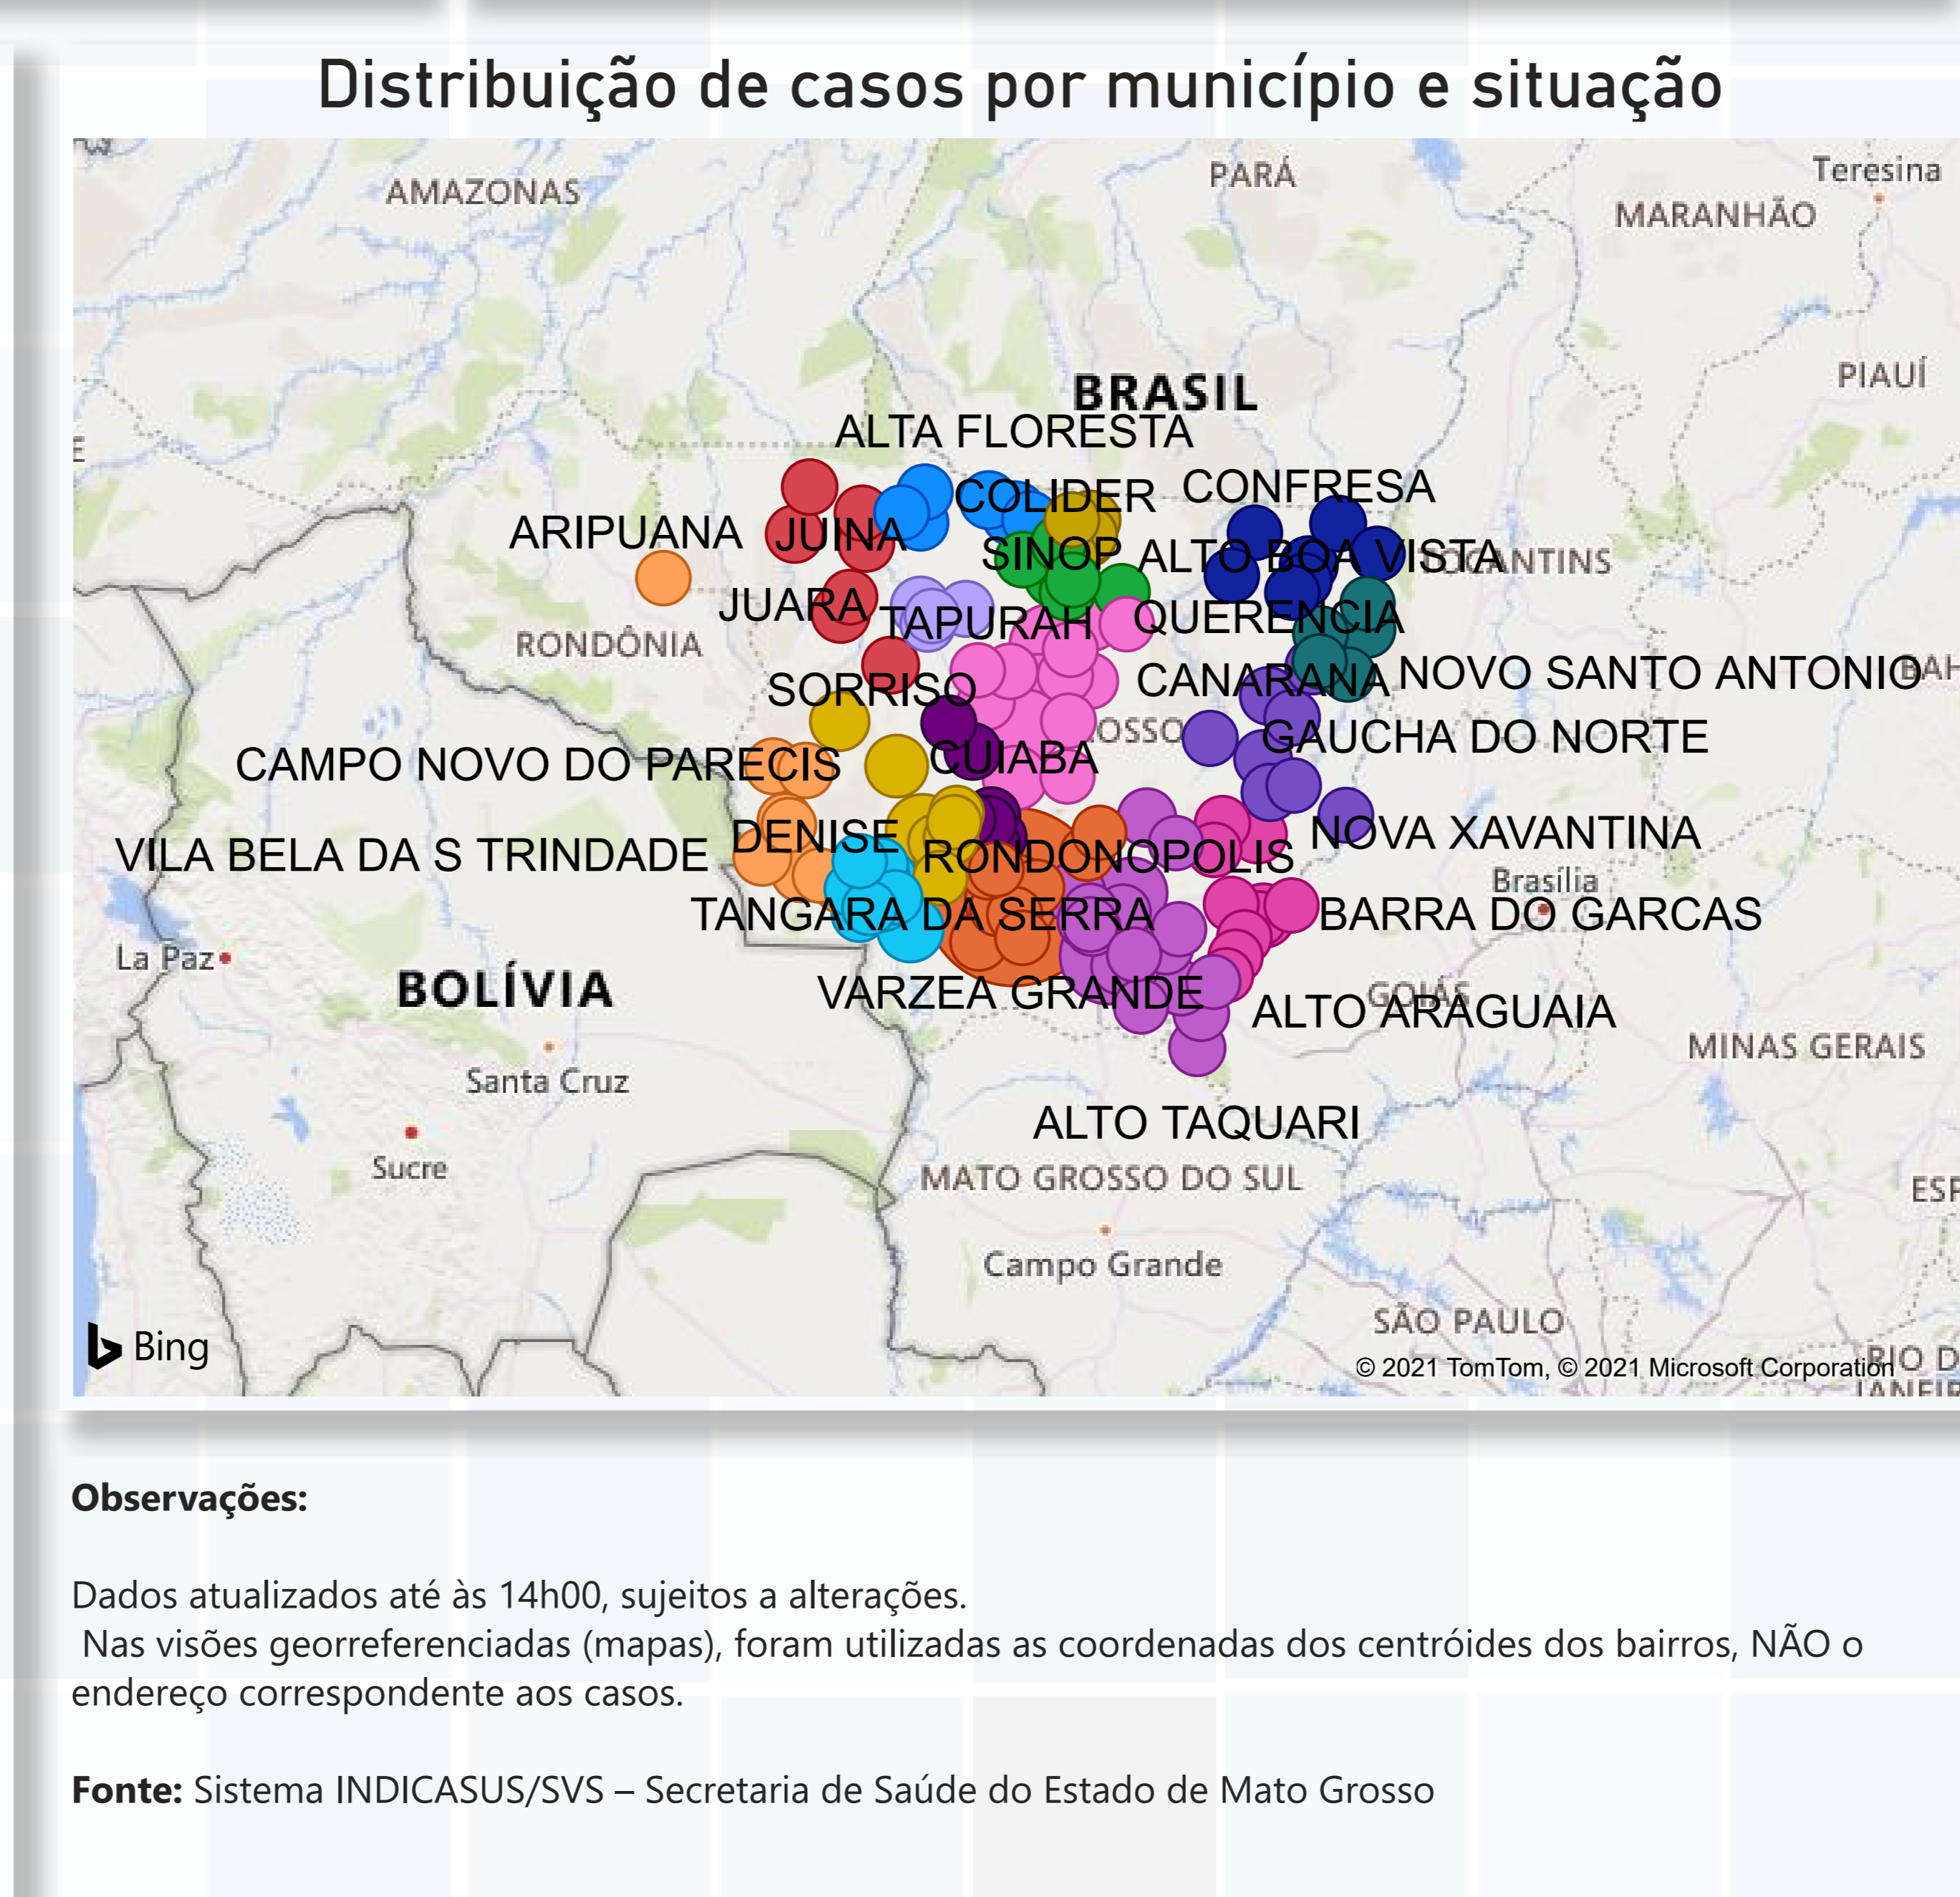 Distribuição de casos por município e situação
AMAZONAS
PARÁ
Teresina
MARANHÃO
PIAUÍ
BRASIL
ALTA FLORESTA
COLIDER
CONFRESA
ARIPUANA
JUINA
SINOP
ALTO BOA VISTA
JUARA
TAPURAH
QUERENCIA
RONDÔNIA
SORRISO
CANARANA
NOVO SANTO ANTONIO
GAUCHA DO NORTE
CAMPO NOVO DO PARECIS
CUIABA
DENISE
NOVA XAVANTINA
VILA BELA DA S TRINDADE
RONDONOPOLIS
Brasília
TANGARA DA SERRA
BARRA DO GARCAS
La Paz
BOLÍVIA
VARZEA GRANDE
GOIÁS
ALTO ARAGUAIA
MINAS GERAIS
Santa Cruz
ALTO TAQUARI
Sucre
MATO GROSSO DO SUL
Campo Grande
SÃO PAULO
Bing
© 2021 TomTom, © 2021 Microsoft Corporation
Observações:
Dados atualizados até às 14h00, sujeitos a alterações.
Nas visões georreferenciadas (mapas), foram utilizadas as coordenadas dos centróides dos bairros, NÃO o
endereço correspondente aos casos.
Fonte: Sistema INDICASUS/SVS – Secretaria de Saúde do Estado de Mato Grosso